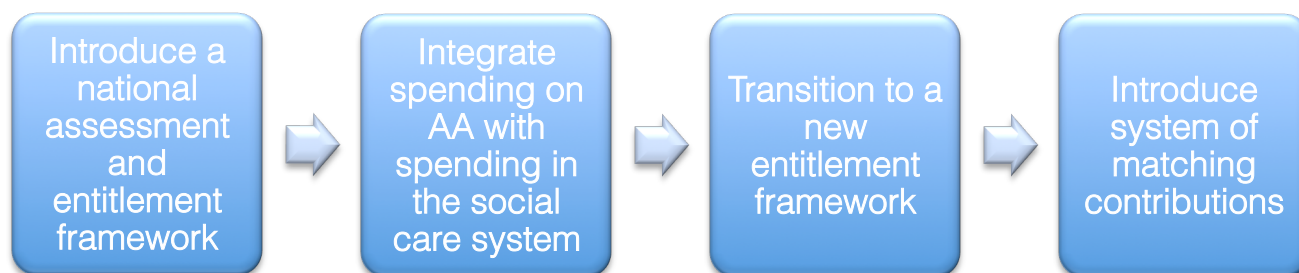 Introduce a
national
assessment
and
entitlement
framework
Integrate
spending on
AA with
spending in
the social
care system
Transition to a
new
entitlement
framework
Introduce
system of
matching
contributions